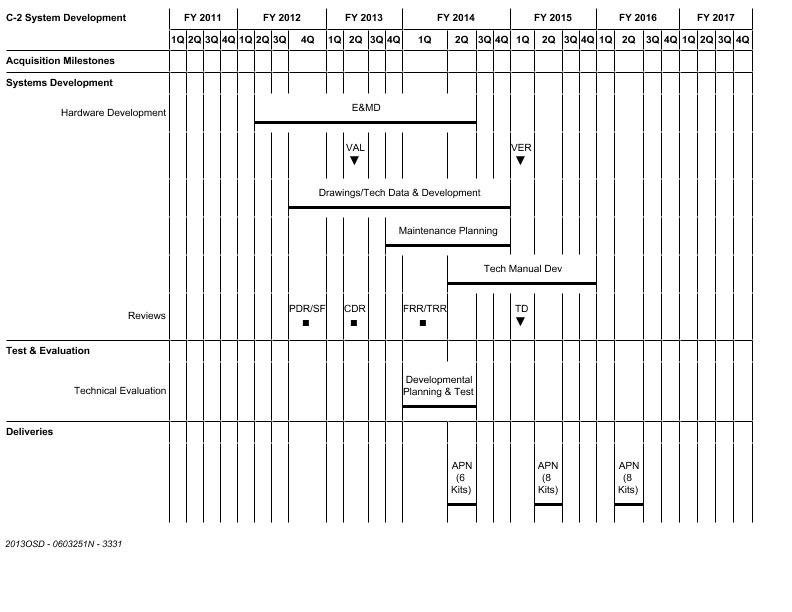 C-2 System Development FY 2011 FY 2012 FY 2013 FY 2014 FY 2015 FY 2016 FY 2017
1Q 2Q 3Q 4Q 1Q 2Q 3Q 4Q 1Q 2Q 3Q 4Q 1Q 2Q 3Q 4Q 1Q 2Q 3Q 4Q 1Q 2Q 3Q 4Q 1Q 2Q 3Q 4Q
Acquisition Milestones
Systems Development
Hardware Development E&MD
VAL VER
Drawings/Tech Data & Development
Maintenance Planning
Tech Manual Dev
Reviews PDR/SF CDR FRR/TRR TD
Test & Evaluation
Technical Evaluation Developmental
Planning & Test
Deliveries
APN APN APN
(6 (8 (8
Kits) Kits) Kits)
2013OSD - 0603251N - 3331